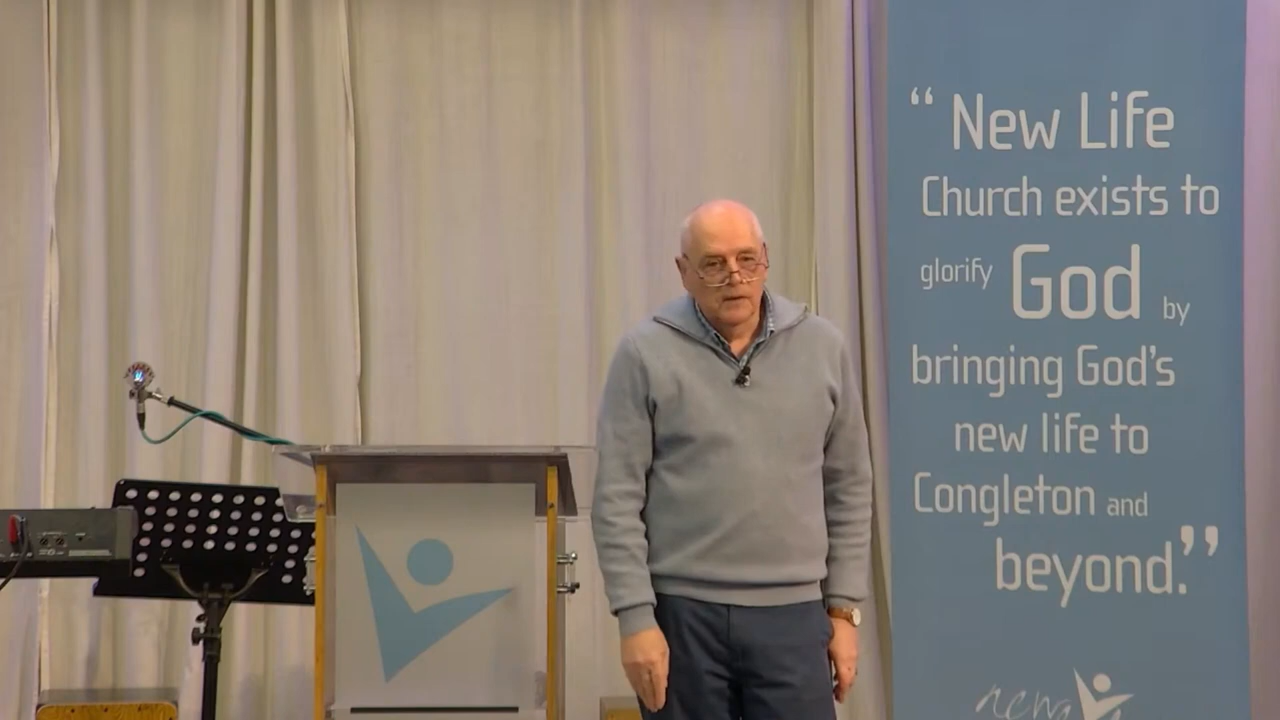 “ New Life
Church exists to
glorify God by
bringing God’s
new life to
Congleton and
beyond.”